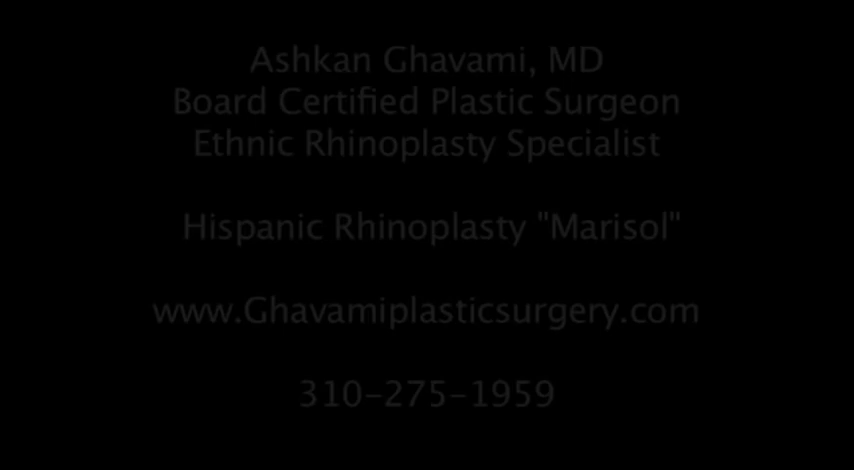 Ashkan Ghavami, MD
Board Certified Plastic Surgeon
Ethnic Rhinoplasty Specialist
Hispanic Rhinoplasty "Marisol"
www.Ghavamiplasticsurgery.com
310-275-1959